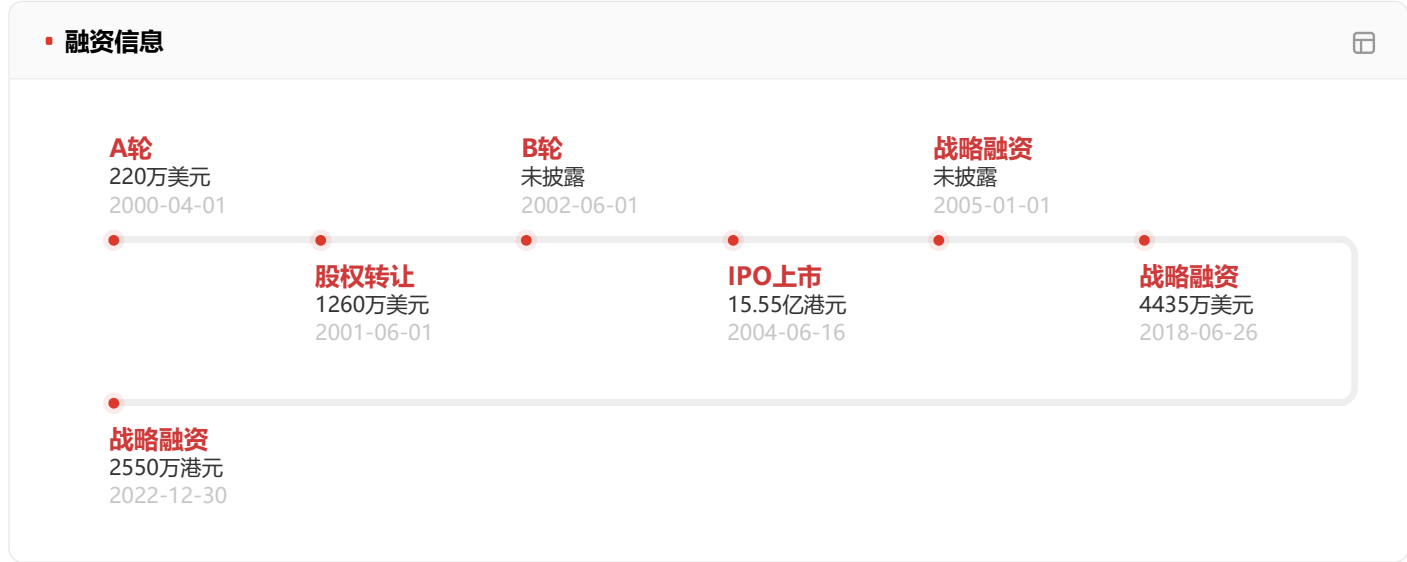 融资信息
A轮
220万美元
2000-04-01
股权转让
1260万美元
2001-06-01
B轮
未披露
2002-06-01
IPO上市
15.55亿港元
2004-06-16
战略融资
未披露
2005-01-01
战略融资
4435万美元
2018-06-26
战略融资
2550万港元
2022-12-30